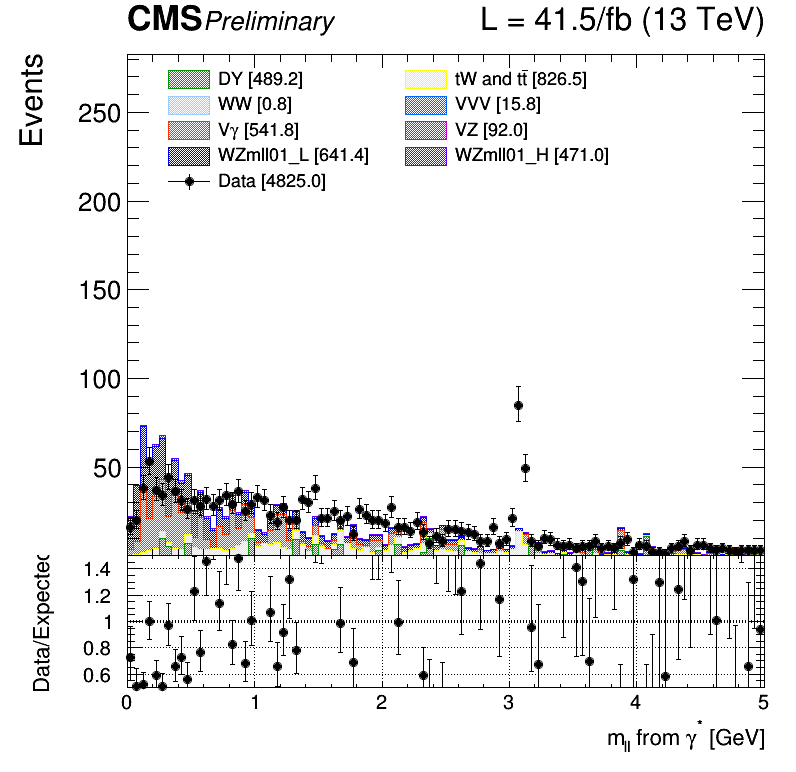 CMS Preliminary L = 41.5/fb (13 TeV)
Events
DY [489.2] tW and tt̄ [826.5]
WW [0.8] VVV [15.8]
Vγ [541.8] VZ [92.0]
WZmll01_L [641.4] WZmll01_H [471.0]
Data [4825.0]
250
200
150
100
50
Data/Expected
1.4
1.2
1
0.8
0.6
0 1 2 3 4 5
m_ll from γ* [GeV]